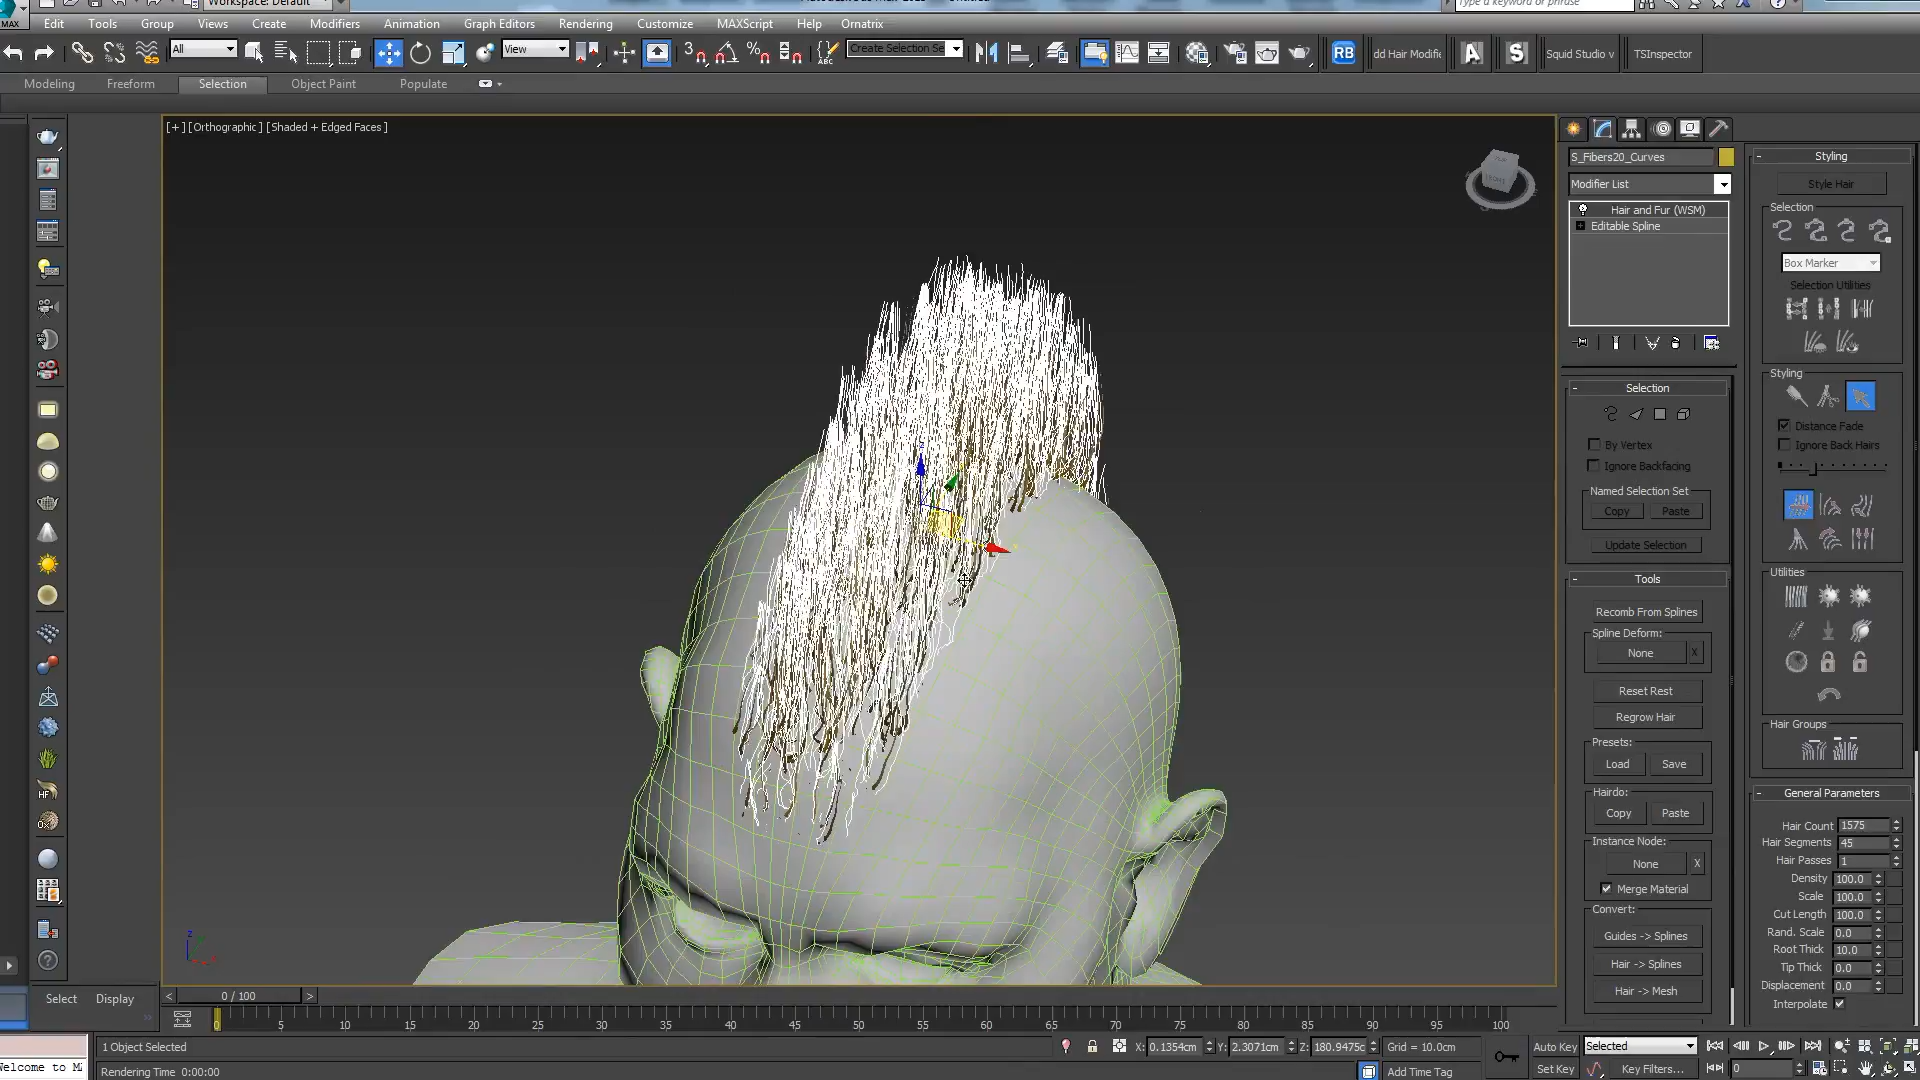 Workspace: Default
Type a keyword or phrase
MAX
Edit Tools Group Views Create Modifiers Animation Graph Editors Rendering Customize MAXScript Help Ornatrix
All
View
Create Selection Se
RB
dd Hair Modifie
A
S
Squid Studio v
TSInspector
Modeling Freeform Selection Object Paint Populate
[+] [Orthographic] [Shaded + Edged Faces]
S_Fibers20_Curves
Modifier List
Hair and Fur (WSM)
Editable Spline
Selection
By Vertex
Ignore Backfacing
Named Selection Set
Copy Paste
Update Selection
Tools
Recomb From Splines
Spline Deform:
None X
Reset Rest
Regrow Hair
Presets:
Load Save
Hairdo:
Copy Paste
Instance Node:
None X
Merge Material
Convert:
Guides -> Splines
Hair -> Splines
Hair -> Mesh
Styling
Style Hair
Selection
Box Marker
Selection Utilities
Styling
Distance Fade
Ignore Back Hairs
Utilities
Hair Groups
General Parameters
Hair Count 1575
Hair Segments 45
Hair Passes 1
Density 100.0
Scale 100.0
Cut Length 100.0
Rand. Scale 0.0
Root Thick 10.0
Tip Thick 0.0
Displacement 0.0
Interpolate
HF
z
Select Display
< 0 / 100 >
0 5 10 15 20 25 30 35 40 45 50 55 60 65 70 75 80 85 90 95 100
1 Object Selected
X: 0.1354cm Y: 2.3071cm Z: 180.9475c Grid = 10.0cm
Auto Key Selected
Welcome to M
Rendering Time 0:00:00
Add Time Tag
Set Key Key Filters... 0